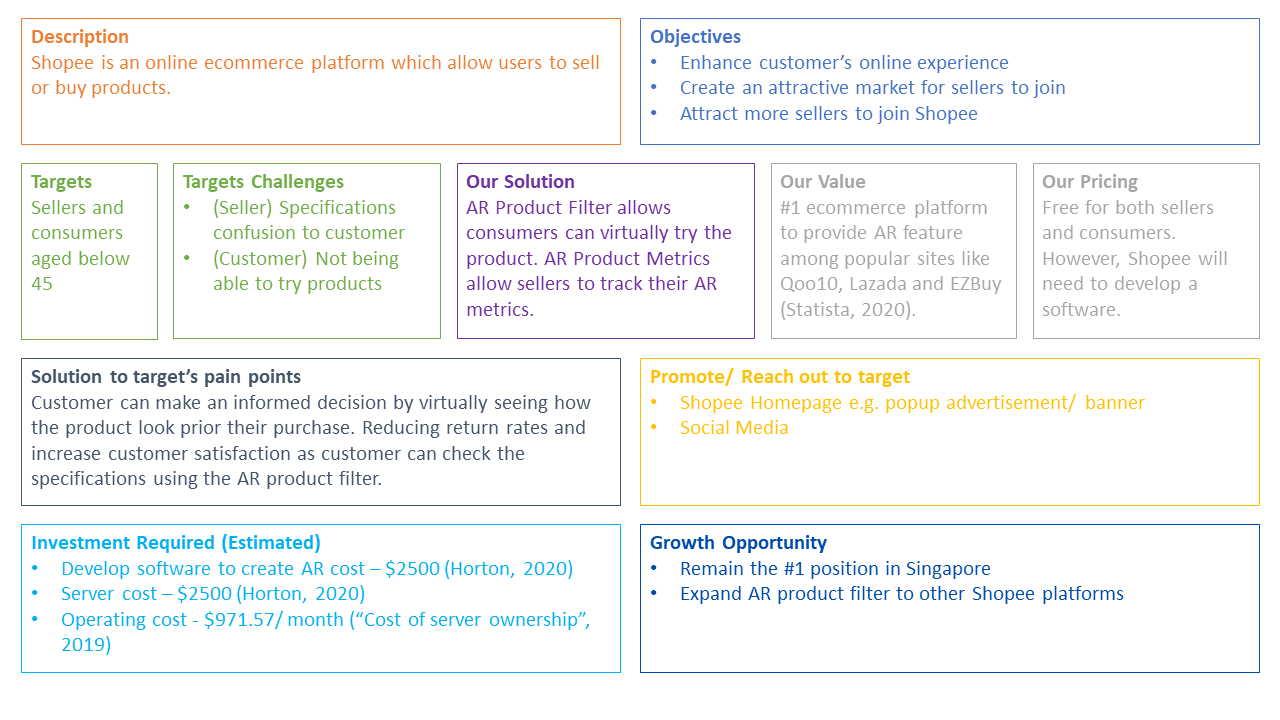 Description
Shopee is an online ecommerce platform which allow users to sell
or buy products.
Objectives
• Enhance customer’s online experience
• Create an attractive market for sellers to join
• Attract more sellers to join Shopee
Targets
Sellers and
consumers
aged below
45
Targets Challenges
• (Seller) Specifications
confusion to customer
• (Customer) Not being
able to try products
Our Solution
AR Product Filter allows
consumers can virtually try the
product. AR Product Metrics
allow sellers to track their AR
metrics.
Our Value
#1 ecommerce platform
to provide AR feature
among popular sites like
Qoo10, Lazada and EZBuy
(Statista, 2020).
Our Pricing
Free for both sellers
and consumers.
However, Shopee will
need to develop a
software.
Solution to target’s pain points
Customer can make an informed decision by virtually seeing how
the product look prior their purchase. Reducing return rates and
increase customer satisfaction as customer can check the
specifications using the AR product filter.
Promote/ Reach out to target
• Shopee Homepage e.g. popup advertisement/ banner
• Social Media
Investment Required (Estimated)
• Develop software to create AR cost – $2500 (Horton, 2020)
• Server cost – $2500 (Horton, 2020)
• Operating cost - $971.57/ month (“Cost of server ownership”,
2019)
Growth Opportunity
• Remain the #1 position in Singapore
• Expand AR product filter to other Shopee platforms